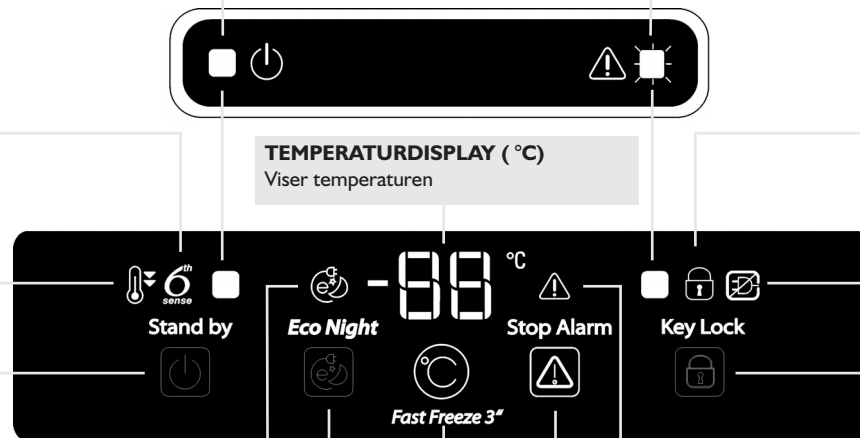 TEMPERATURDISPLAY ( °C)
Viser temperaturen
6th sense
e
-88 °C
Stand by
Eco Night
Stop Alarm
Key Lock
e
°C
Fast Freeze 3”